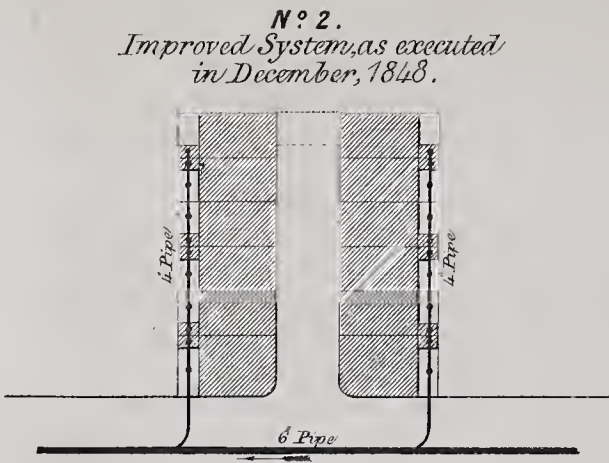 Nº 2.
Improved System, as executed
in December, 1848.
4 Pipe
4 Pipe
6 Pipe